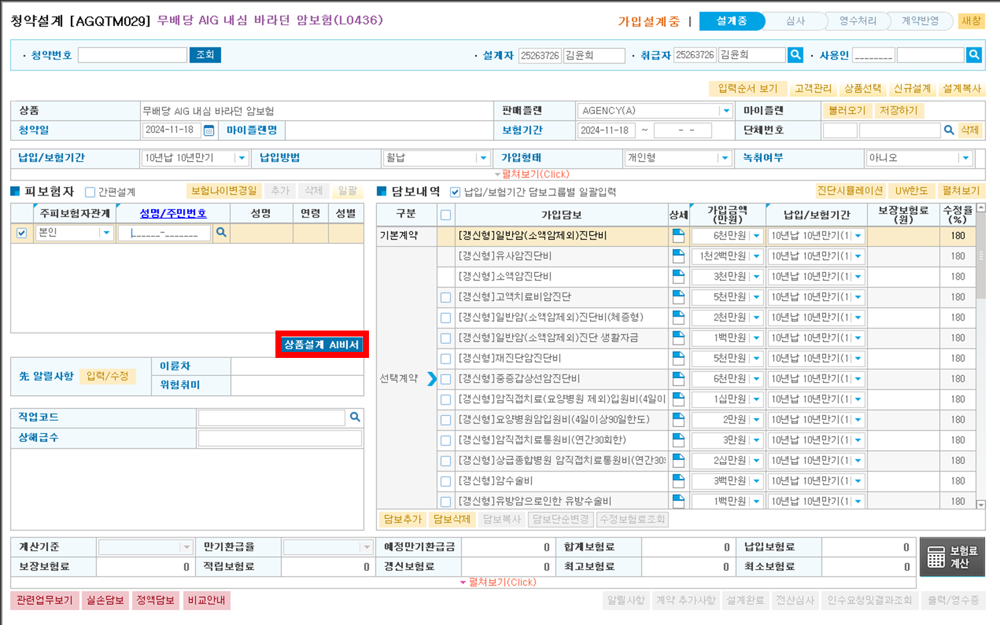 청약설계 [AGQTM029] 무배당 AIG 내심 바라던 암보험(L0436) 가입설계중 | 설계중 심사 영수처리 계약반영 새창
· 청약번호 조회 · 설계자 25263726 김윤희 · 취급자 25263726 김윤희 · 사용인 ________
입력순서 보기 고객관리 상품선택 신규설계 설계복사
상품 무배당 AIG 내심 바라던 암보험 판매플랜 AGENCY(A) 마이플랜 불러오기 저장하기
청약일 2024-11-18 마이플랜명 보험기간 2024-11-18 ~ - - 단체번호 삭제
납입/보험기간 10년납 10년만기 납입방법 월납 가입형태 개인형 녹취여부 아니오
펼쳐보기(Click)
피보험자 간편설계 보험나이변경일 추가 삭제 일괄
주피보험자관계 성명/주민번호 성명 연령 성별
본인 ______-_______
상품설계 AI비서
先 알릴사항 입력/수정 이륜차
위험취미
직업코드
상해급수
담보내역 납입/보험기간 담보그룹별 일괄입력 진단시뮬레이션 UW한도 펼쳐보기
구분 가입담보 상세 가입금액(만원) 납입/보험기간 보장보험료(원) 수정율(%)
기본계약 [갱신형]일반암(소액암제외)진단비 6천만원 10년납 10년만기(1 180
[갱신형]유사암진단비 1천2백만원 10년납 10년만기(1 180
[갱신형]소액암진단비 3천만원 10년납 10년만기(1 180
[갱신형]고액치료비암진단 5천만원 10년납 10년만기(1 180
[갱신형]일반암(소액암제외)진단비(체증형) 2천만원 10년납 10년만기(1 180
[갱신형]일반암(소액암제외)진단 생활자금 1백만원 10년납 10년만기(1 180
[갱신형]재진단암진단비 5천만원 10년납 10년만기(1 180
선택계약 [갱신형]중증갑상선암진단비 6천만원 10년납 10년만기(1 180
[갱신형]암직접치료(요양병원 제외)입원비(4일이 1십만원 10년납 10년만기(1 180
[갱신형]요양병원암입원비(4일이상90일한도) 2만원 10년납 10년만기(1 180
[갱신형]암직접치료통원비(연간30회한) 3만원 10년납 10년만기(1 180
[갱신형]상급종합병원 암직접치료통원비(연간30 2십만원 10년납 10년만기(1 180
[갱신형]암수술비 3백만원 10년납 10년만기(1 180
[갱신형]유방암으로인한 유방수술비 1백만원 10년납 10년만기(1 180
담보추가 담보삭제 담보복사 담보단순변경 수정보험료조회
계산기준 만기환급율 예정만기환급금 0 합계보험료 0 납입보험료 0
보장보험료 0 적립보험료 0 갱신보험료 0 최고보험료 0 최소보험료 0
보험료
계산
펼쳐보기(Click)
관련업무보기 실손담보 정액담보 비교안내 알릴사항 계약 추가사항 설계완료 전산심사 인수요청및결과조회 출력/영수증